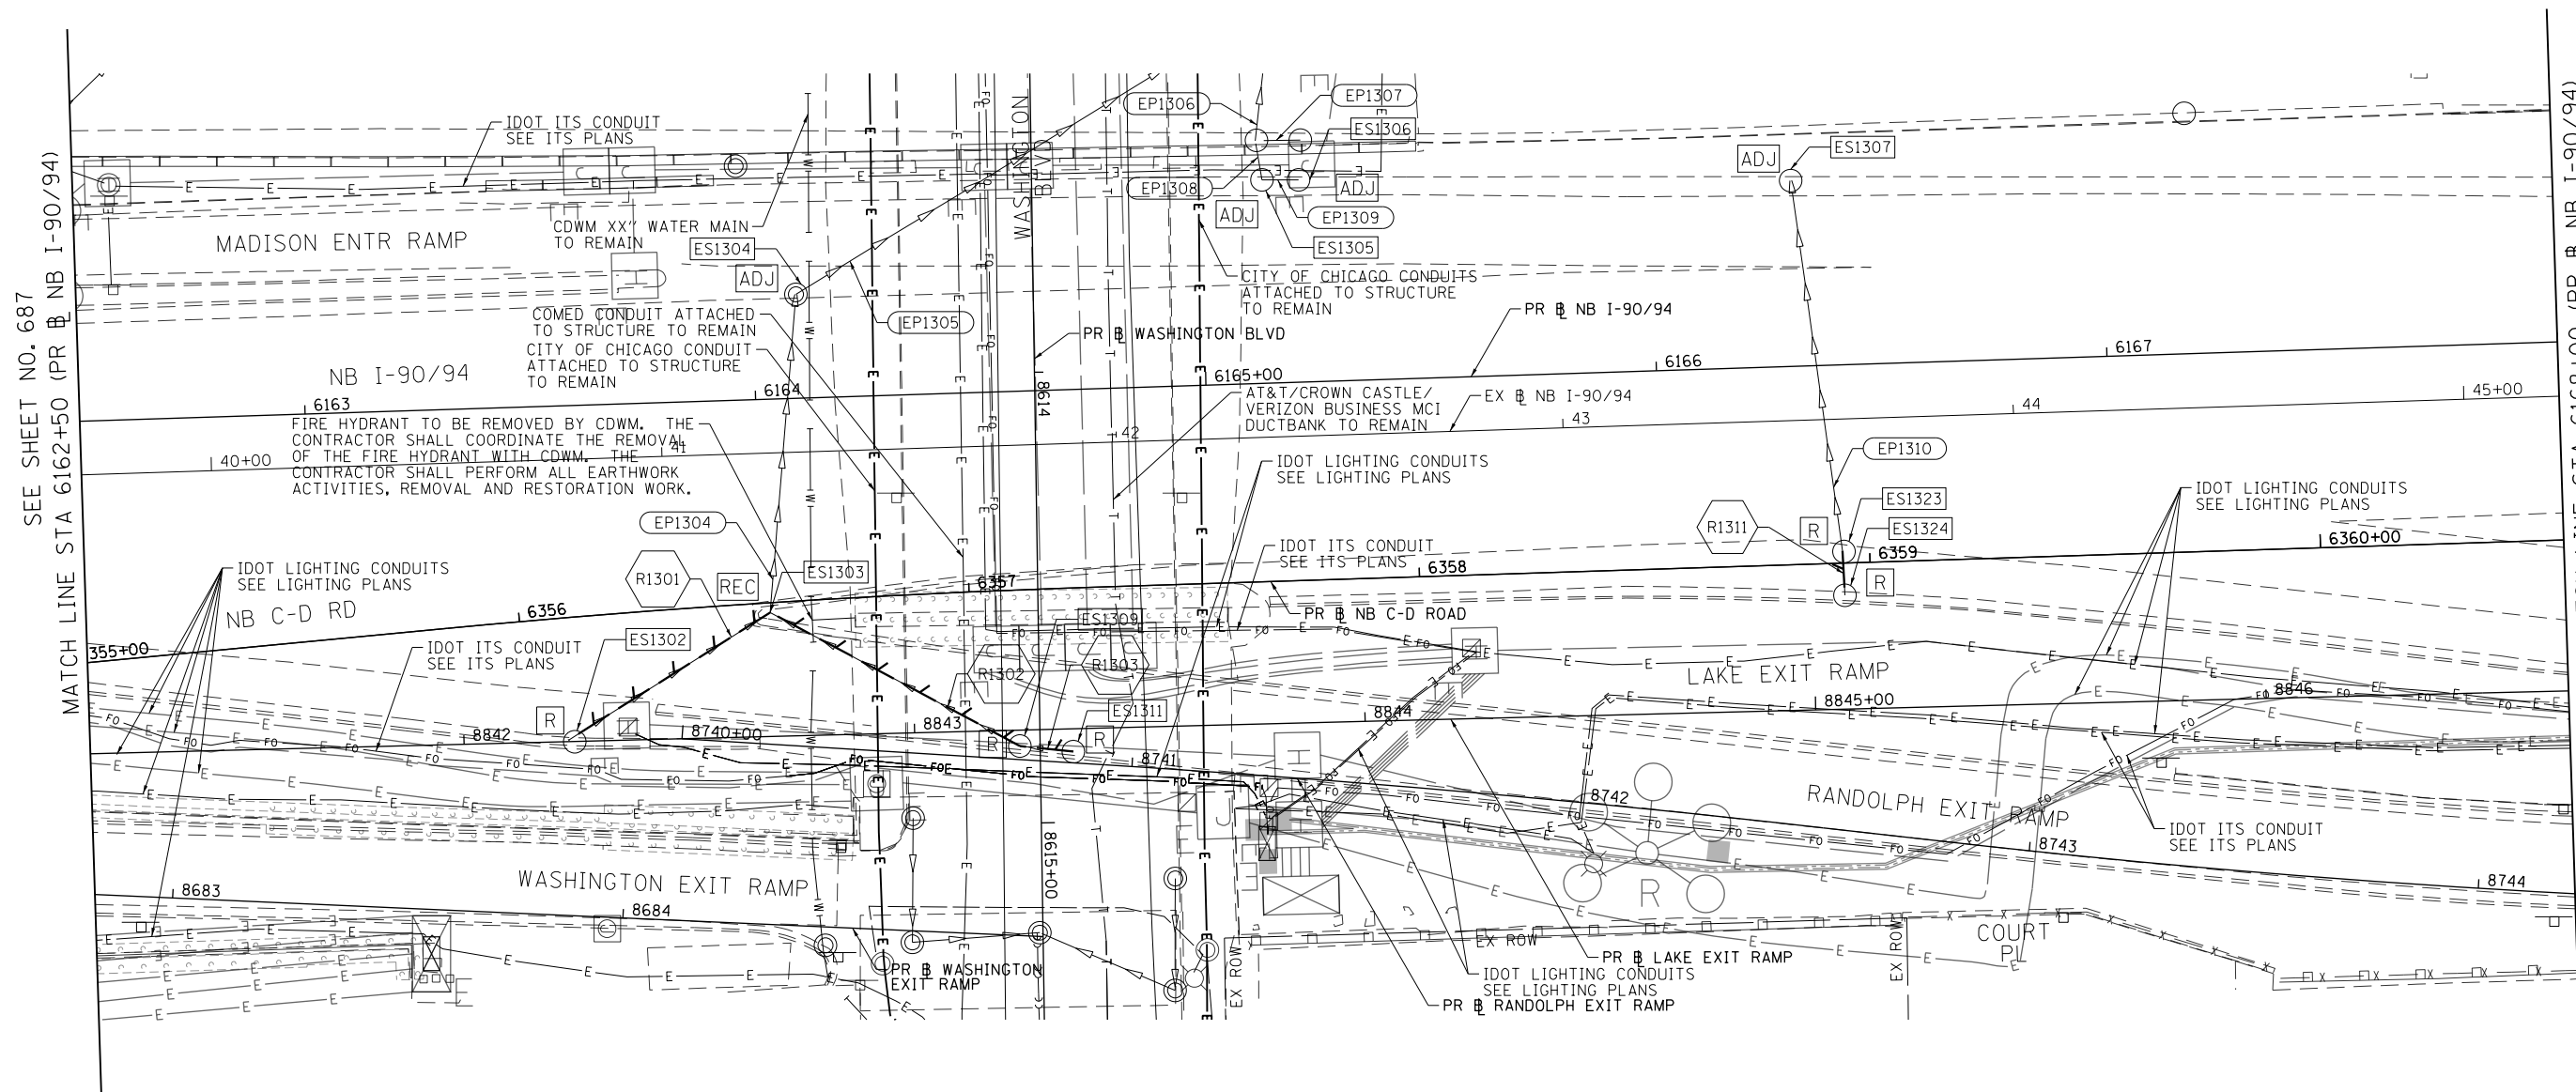 SEE SHEET NO. 687
MATCH LINE STA 6162+50 (PR BL NB I-90/94)
IDOT ITS CONDUIT
SEE ITS PLANS
MADISON ENTR RAMP
CDWM XX" WATER MAIN
TO REMAIN
ES1304
ADJ
EP1305
WASHINGTON
BLVD
EP1306
EP1307
ES1306
EP1308
ADJ
ADJ
EP1309
ES1305
ADJ
ES1307
CITY OF CHICAGO CONDUITS
ATTACHED TO STRUCTURE
TO REMAIN
COMED CONDUIT ATTACHED
TO STRUCTURE TO REMAIN
CITY OF CHICAGO CONDUIT
ATTACHED TO STRUCTURE
TO REMAIN
PR BL WASHINGTON BLVD
PR BL NB I-90/94
NB I-90/94
6163
6164
6165+00
6166
6167
8614
AT&T/CROWN CASTLE/
VERIZON BUSINESS MCI
DUCTBANK TO REMAIN
EX BL NB I-90/94
40+00
41
42
43
44
45+00
FIRE HYDRANT TO BE REMOVED BY CDWM. THE
CONTRACTOR SHALL COORDINATE THE REMOVAL
OF THE FIRE HYDRANT WITH CDWM. THE
CONTRACTOR SHALL PERFORM ALL EARTHWORK
ACTIVITIES, REMOVAL AND RESTORATION WORK.
IDOT LIGHTING CONDUITS
SEE LIGHTING PLANS
EP1310
ES1323
ES1324
R1311
R
R
IDOT LIGHTING CONDUITS
SEE LIGHTING PLANS
EP1304
R1301
REC
ES1303
IDOT ITS CONDUIT
SEE ITS PLANS
IDOT LIGHTING CONDUITS
SEE LIGHTING PLANS
NB C-D RD
355+00
6356
6357
6358
6359
6360+00
PR BL NB C-D ROAD
ES1302
IDOT ITS CONDUIT
SEE ITS PLANS
ES1309
R1302
R1303
ES1311
R
R
R
LAKE EXIT RAMP
8842
8843
8844
8845+00
8846
8740+00
8741
8742
8743
8744
RANDOLPH EXIT RAMP
IDOT ITS CONDUIT
SEE ITS PLANS
8615+00
WASHINGTON EXIT RAMP
8683
8684
R
PR BL WASHINGTON
EXIT RAMP
EX ROW
EX ROW
EX ROW
COURT
PL
PR BL LAKE EXIT RAMP
IDOT LIGHTING CONDUITS
SEE LIGHTING PLANS
PR BL RANDOLPH EXIT RAMP